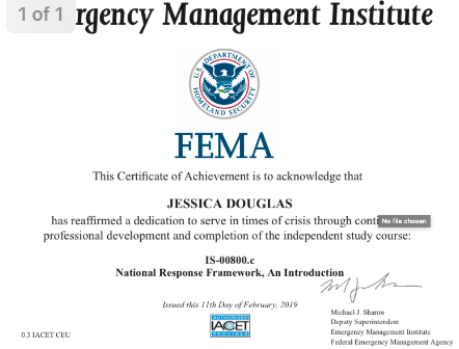 1 of 1 rgency Management Institute
U.S. DEPARTMENT OF
HOMELAND SECURITY
FEMA
This Certificate of Achievement is to acknowledge that
JESSICA DOUGLAS
has reaffirmed a dedication to serve in times of crisis through cont No file chosen
professional development and completion of the independent study course:
IS-00800.c
National Response Framework, An Introduction
Issued this 11th Day of February, 2019
AUTHORIZED
IACET
PROVIDER
Michael J. Sharon
Deputy Superintendent
Emergency Management Institute
Federal Emergency Management Agency
0.3 IACET CEU